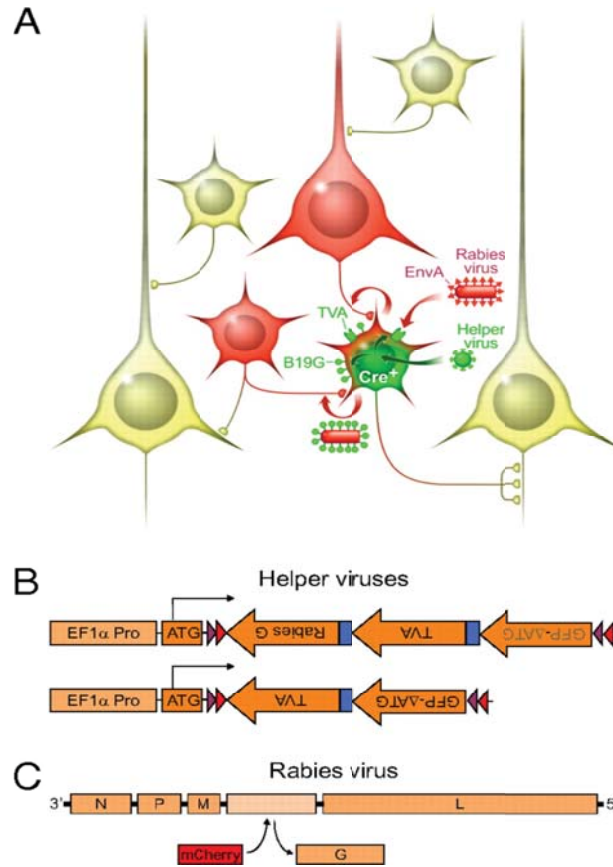 A
Rabies
virus
EnvA
TVA
Helper
virus
B19G
Cre+
B
Helper viruses
EF1α Pro ATG Rabies G TVA GFP-ΔATG
EF1α Pro ATG TVA GFP-ΔATG
C
Rabies virus
3' N P M L 5'
mCherry G